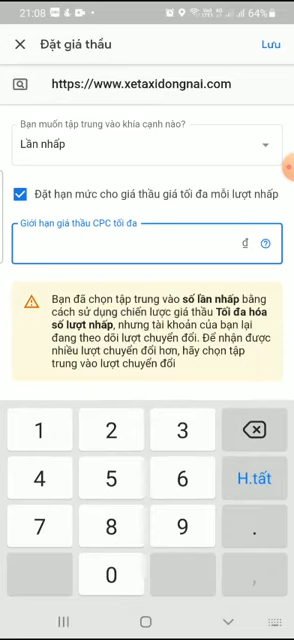 21:08
64%
Đặt giá thầu
Lưu
https://www.xetaxidongnai.com
Bạn muốn tập trung vào khía cạnh nào?
Lần nhấp
Đặt hạn mức cho giá thầu giá tối đa mỗi lượt nhấp
Giới hạn giá thầu CPC tối đa
₫
Bạn đã chọn tập trung vào số lần nhấp bằng
cách sử dụng chiến lược giá thầu Tối đa hóa
số lượt nhấp, nhưng tài khoản của bạn lại
đang theo dõi lượt chuyển đổi. Để nhận được
nhiều lượt chuyển đổi hơn, hãy chọn tập
trung vào lượt chuyển đổi
1 2 3
4 5 6 H.tất
7 8 9 .
0 ,